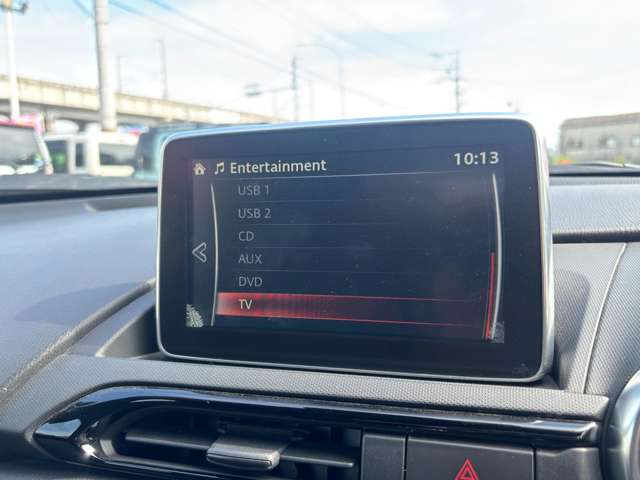 Entertainment 10:13
USB 1
USB 2
CD
AUX
DVD
TV